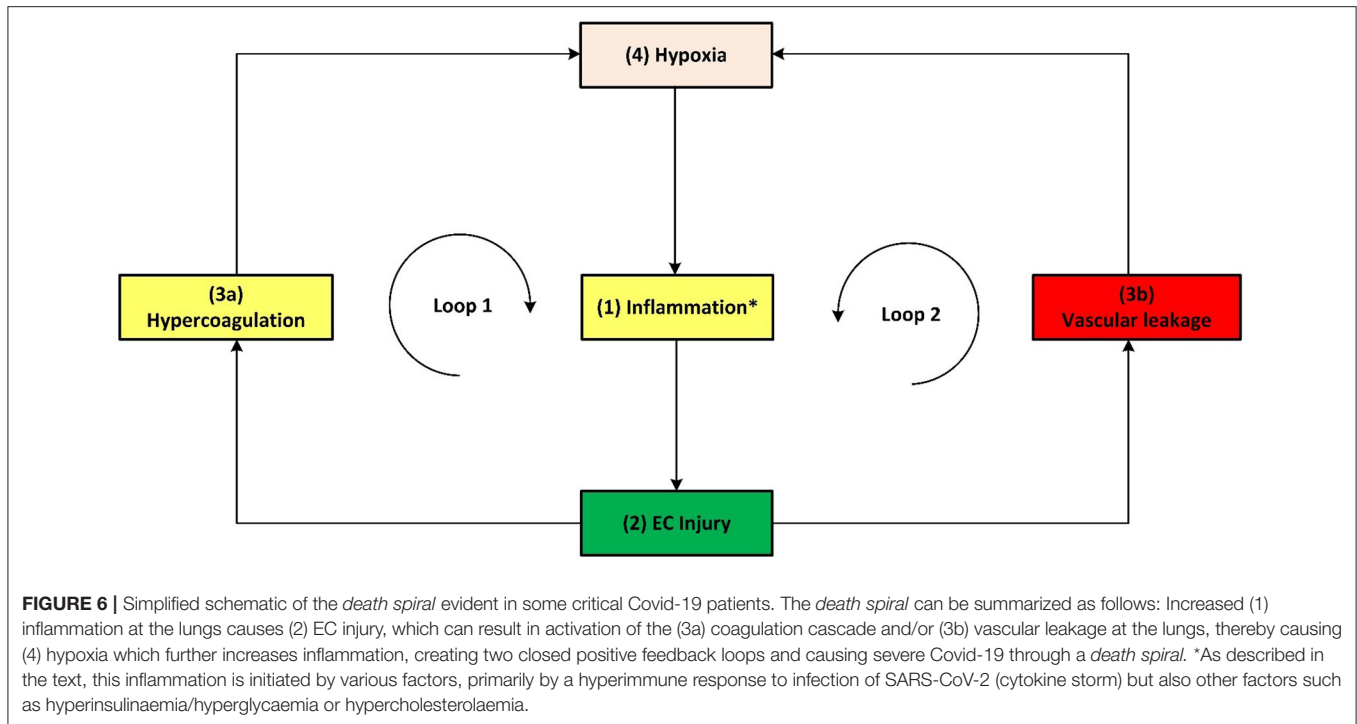 (4) Hypoxia
(3a)
Hypercoagulation
Loop 1
(1) Inflammation*
Loop 2
(3b)
Vascular leakage
(2) EC Injury
FIGURE 6 | Simplified schematic of the death spiral evident in some critical Covid-19 patients. The death spiral can be summarized as follows: Increased (1)
inflammation at the lungs causes (2) EC injury, which can result in activation of the (3a) coagulation cascade and/or (3b) vascular leakage at the lungs, thereby causing
(4) hypoxia which further increases inflammation, creating two closed positive feedback loops and causing severe Covid-19 through a death spiral. *As described in
the text, this inflammation is initiated by various factors, primarily by a hyperimmune response to infection of SARS-CoV-2 (cytokine storm) but also other factors such
as hyperinsulinaemia/hyperglycaemia or hypercholesterolaemia.